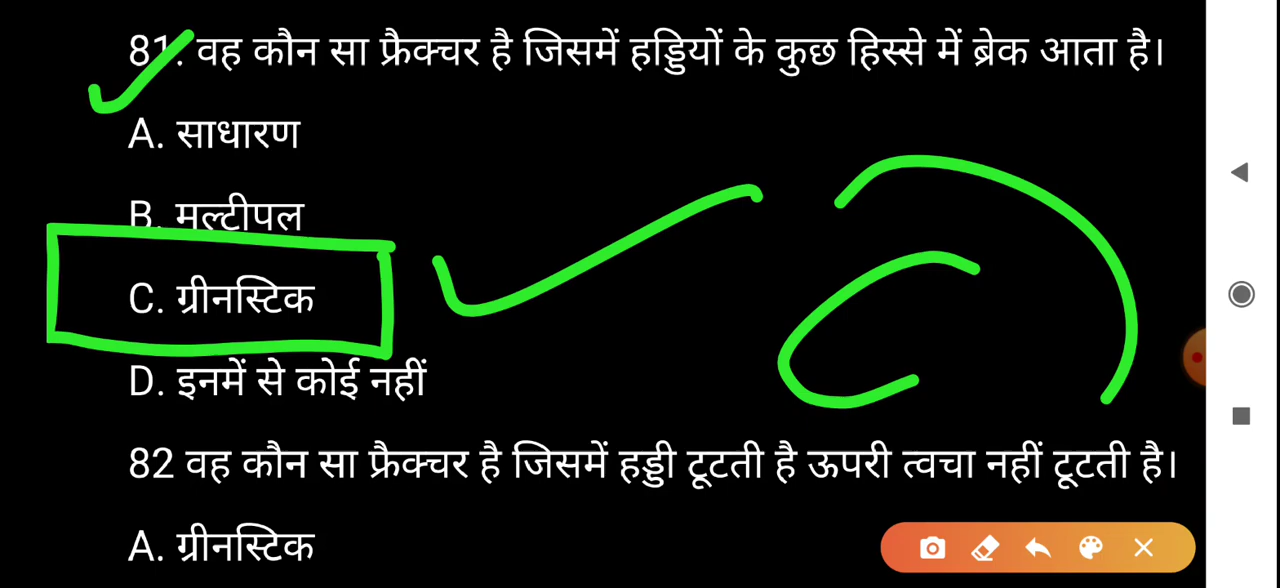 81. वह कौन सा फ्रैक्चर है जिसमें हड्डियों के कुछ हिस्से में ब्रेक आता है।
A. साधारण
B. मल्टीपल
C. ग्रीनस्टिक
D. इनमें से कोई नहीं
82 वह कौन सा फ्रैक्चर है जिसमें हड्डी टूटती है ऊपरी त्वचा नहीं टूटती है।
A. ग्रीनस्टिक